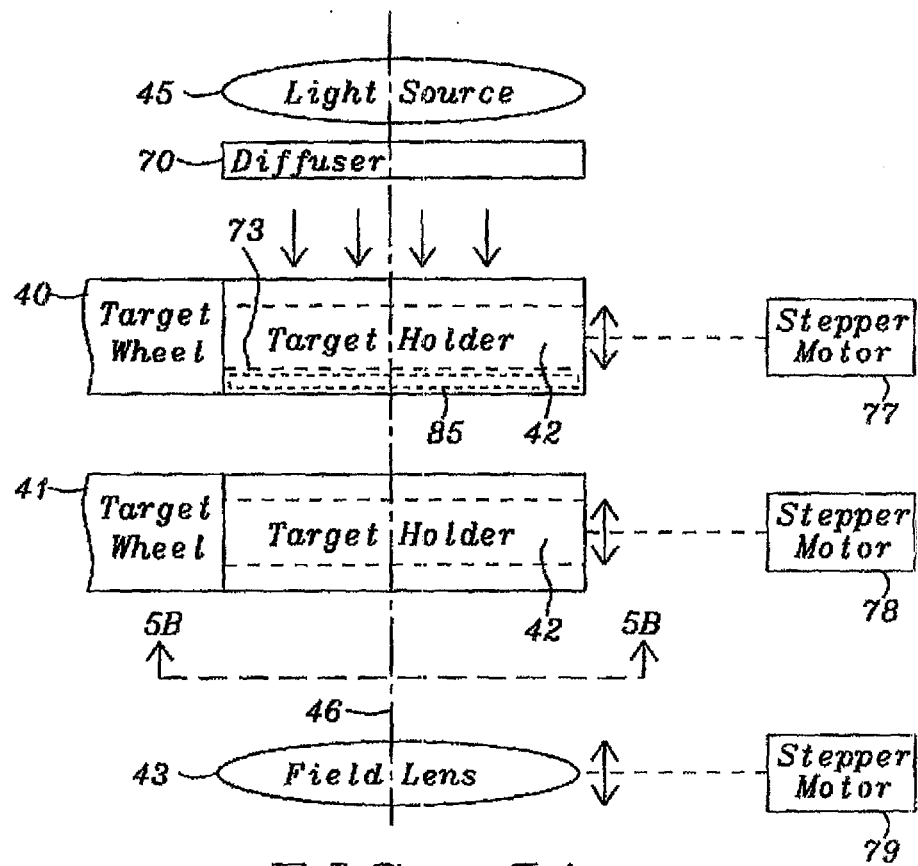 45 Light Source
70 Diffuser
73
40 Target Wheel Target Holder Stepper Motor
85 42 77
41 Target Wheel Target Holder Stepper Motor
5B 42 5B 78
46
43 Field Lens Stepper Motor
79